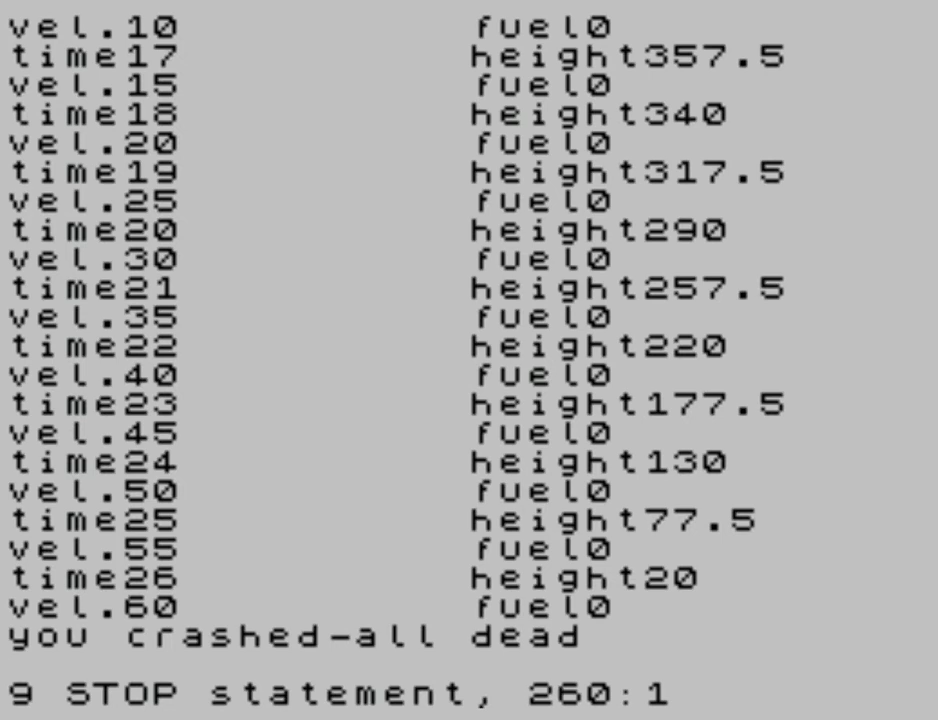 vel.10 fuel0
time17 height357.5
vel.15 fuel0
time18 height340
vel.20 fuel0
time19 height317.5
vel.25 fuel0
time20 height290
vel.30 fuel0
time21 height257.5
vel.35 fuel0
time22 height220
vel.40 fuel0
time23 height177.5
vel.45 fuel0
time24 height130
vel.50 fuel0
time25 height77.5
vel.55 fuel0
time26 height20
vel.60 fuel0
you crashed-all dead
9 STOP statement, 260:1